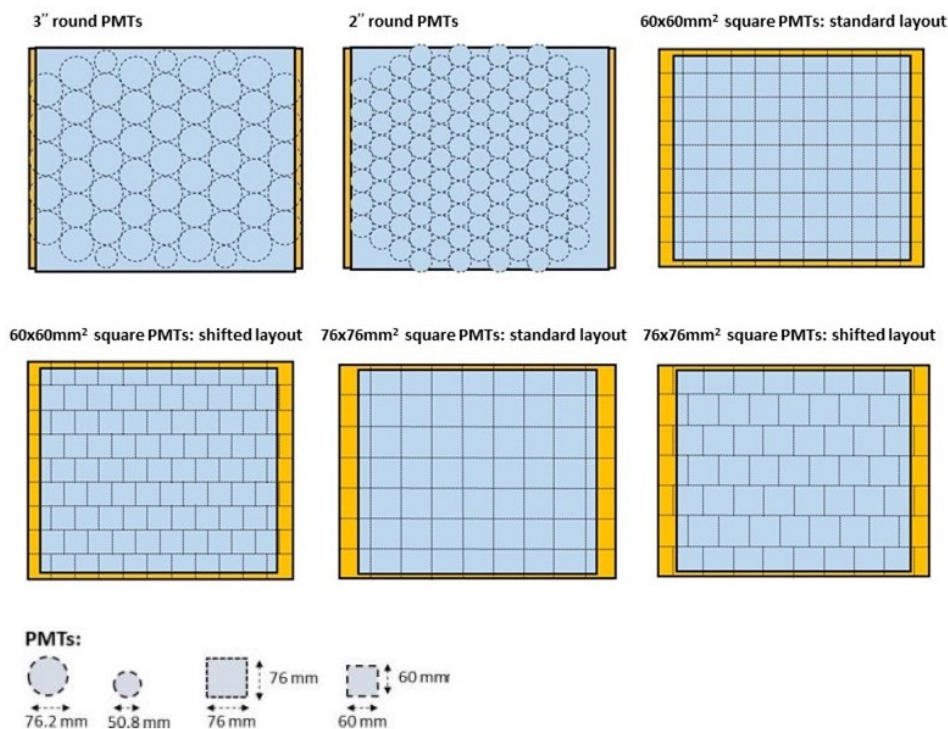 3” round PMTs
2” round PMTs
60x60mm² square PMTs: standard layout
60x60mm² square PMTs: shifted layout
76x76mm² square PMTs: standard layout
76x76mm² square PMTs: shifted layout
PMTs:
76 mm
60 mm
76.2 mm
50.8 mm
76 mm
60 mm